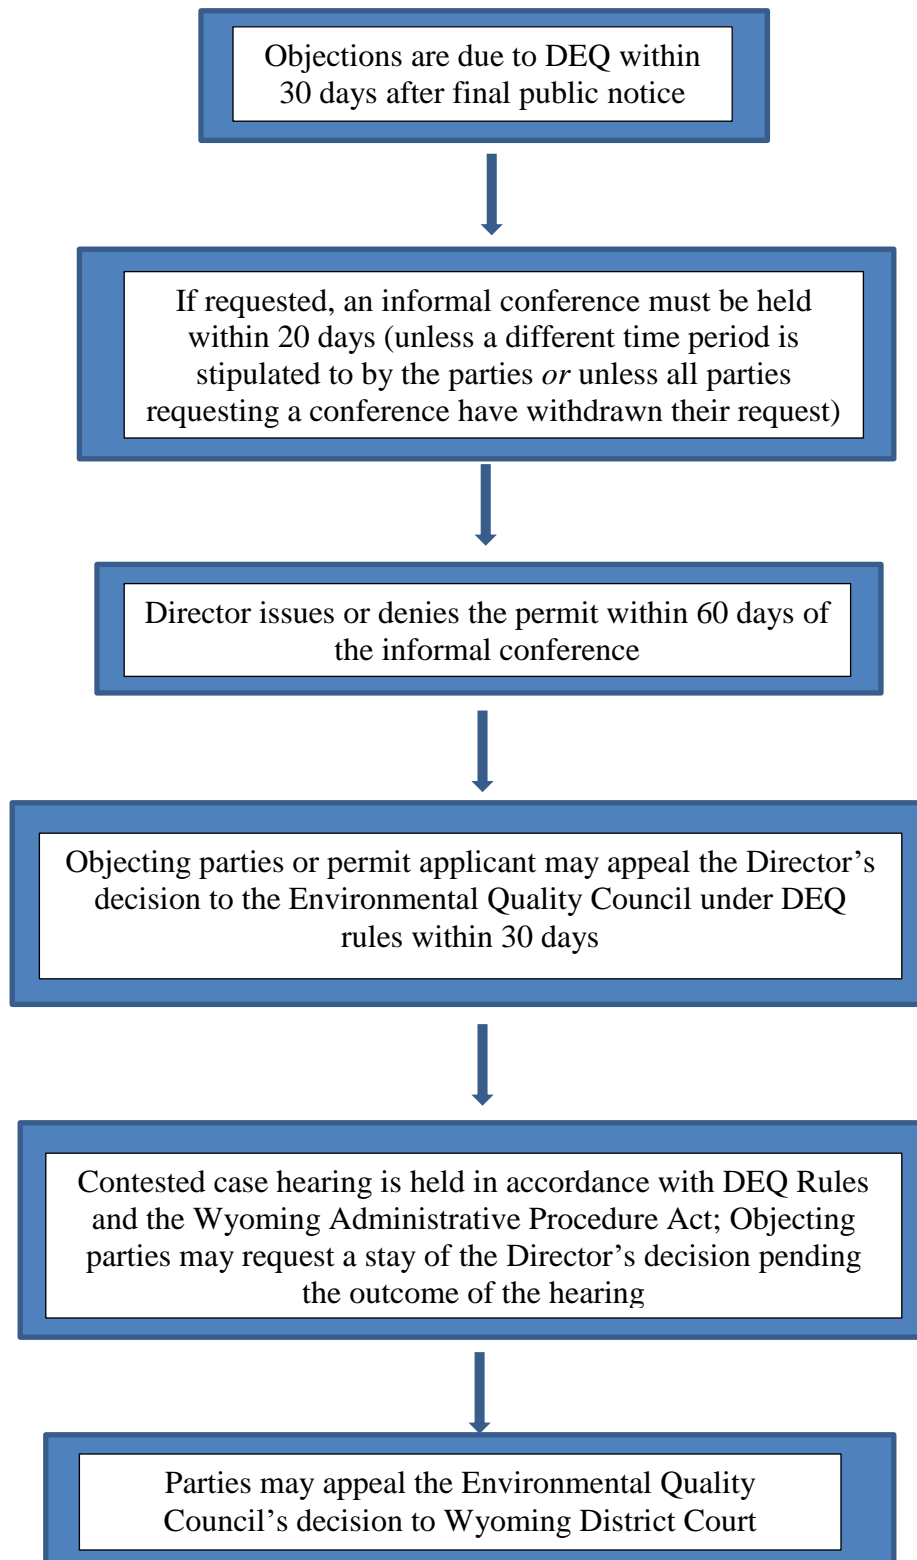 Objections are due to DEQ within
30 days after final public notice
If requested, an informal conference must be held
within 20 days (unless a different time period is
stipulated to by the parties or unless all parties
requesting a conference have withdrawn their request)
Director issues or denies the permit within 60 days of
the informal conference
Objecting parties or permit applicant may appeal the Director’s
decision to the Environmental Quality Council under DEQ
rules within 30 days
Contested case hearing is held in accordance with DEQ Rules
and the Wyoming Administrative Procedure Act; Objecting
parties may request a stay of the Director’s decision pending
the outcome of the hearing
Parties may appeal the Environmental Quality
Council’s decision to Wyoming District Court